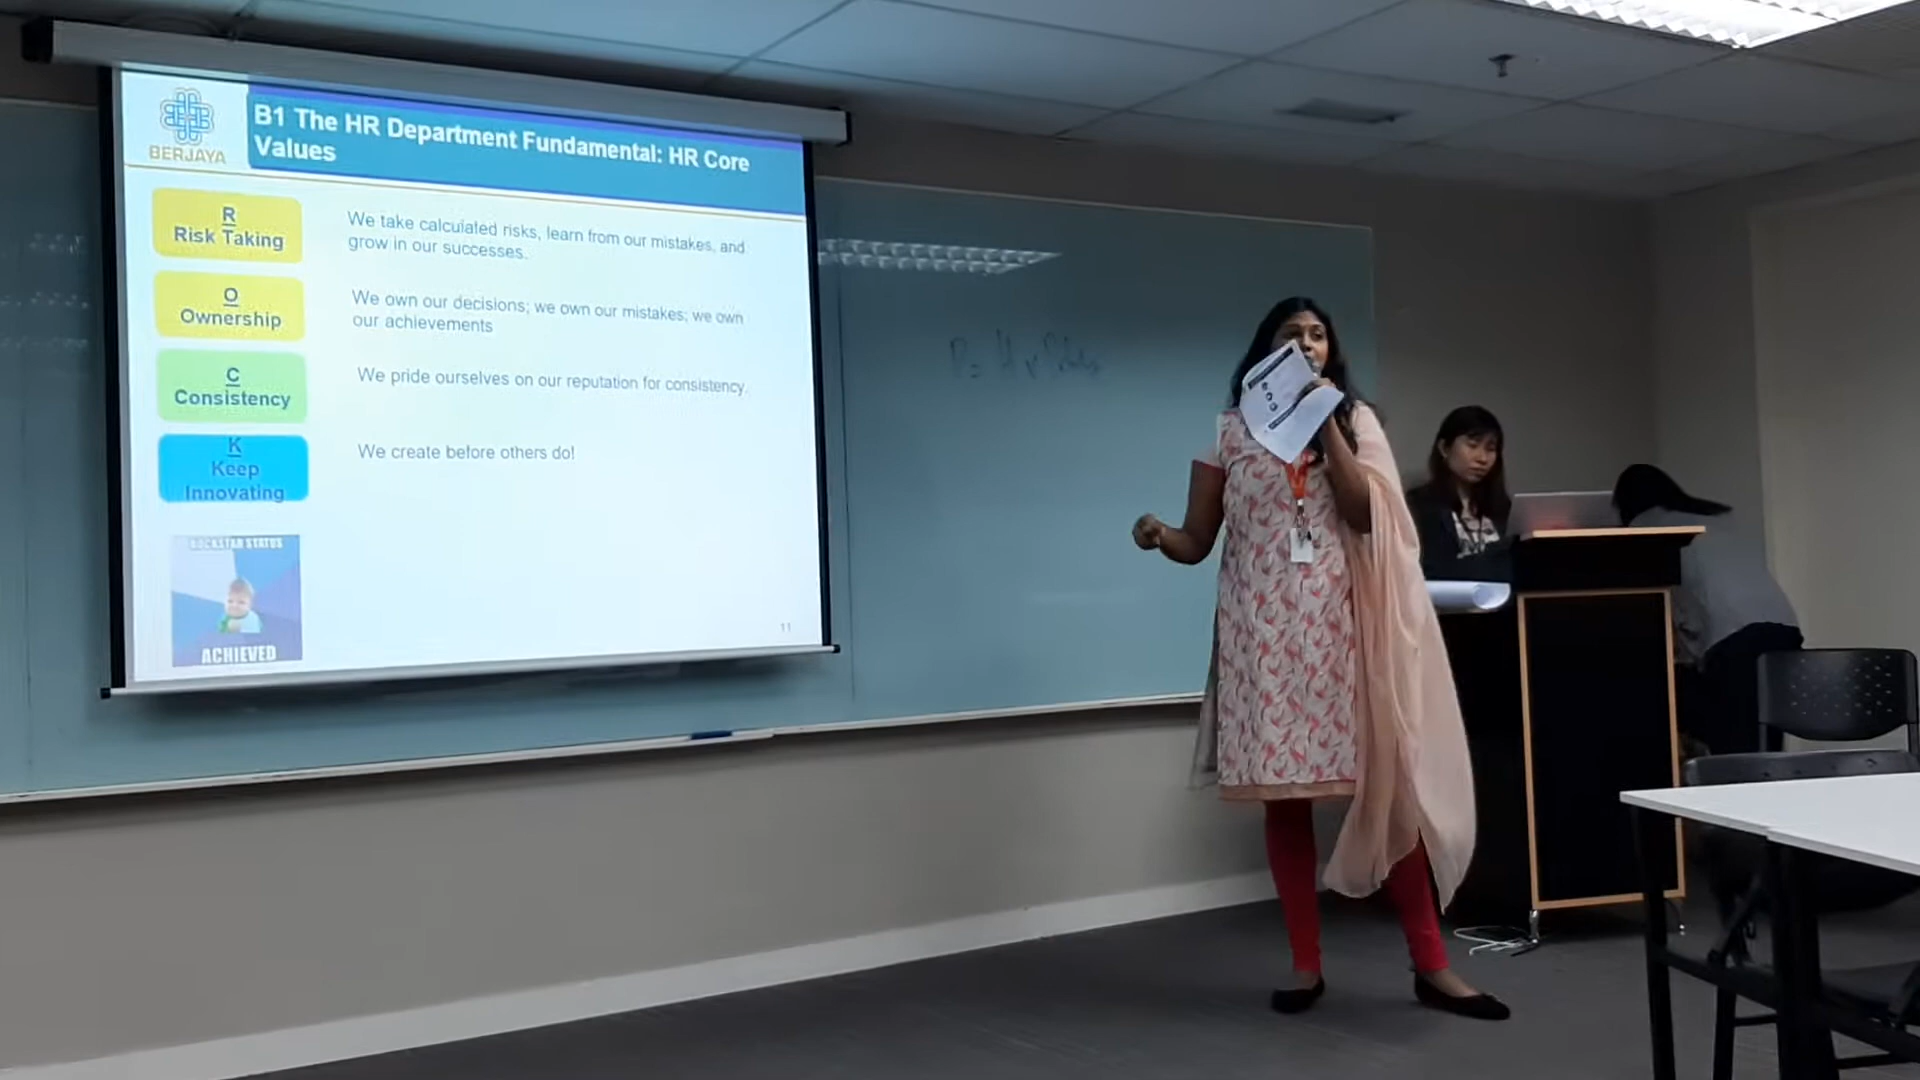 BERJAYA
B1 The HR Department Fundamental: HR Core
Values
R
Risk Taking
We take calculated risks, learn from our mistakes, and
grow in our successes.
O
Ownership
We own our decisions; we own our mistakes; we own
our achievements
C
Consistency
We pride ourselves on our reputation for consistency.
K
Keep
Innovating
We create before others do!
ROCKSTAR STATUS
ACHIEVED
11